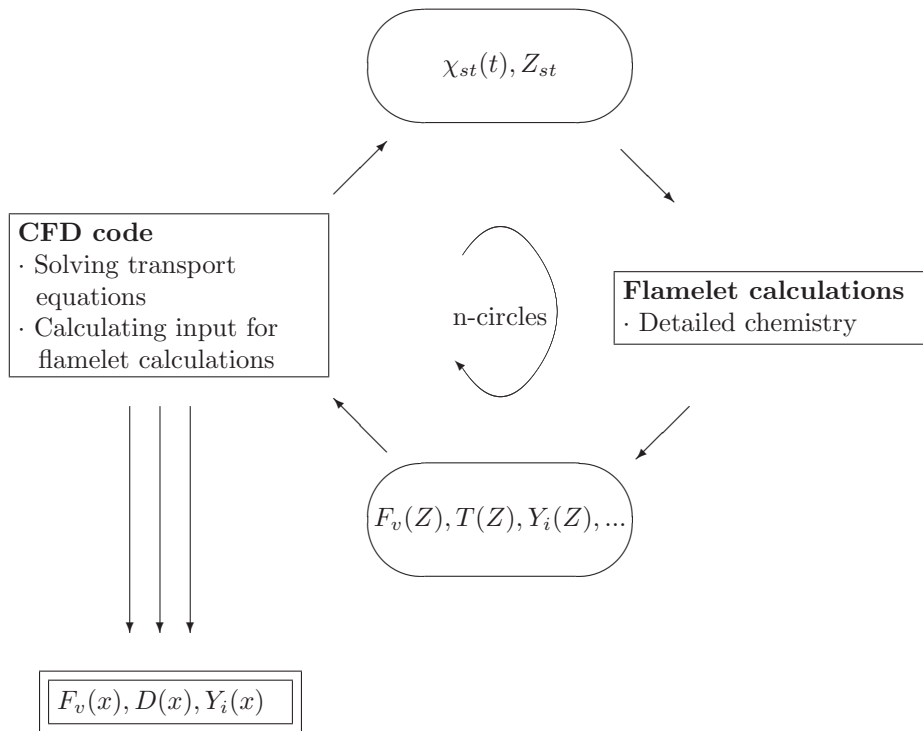 χ_st(t), Z_st
CFD code
· Solving transport
equations
· Calculating input for
flamelet calculations
n-circles
Flamelet calculations
· Detailed chemistry
F_v(Z), T(Z), Y_i(Z), ...
F_v(x), D(x), Y_i(x)